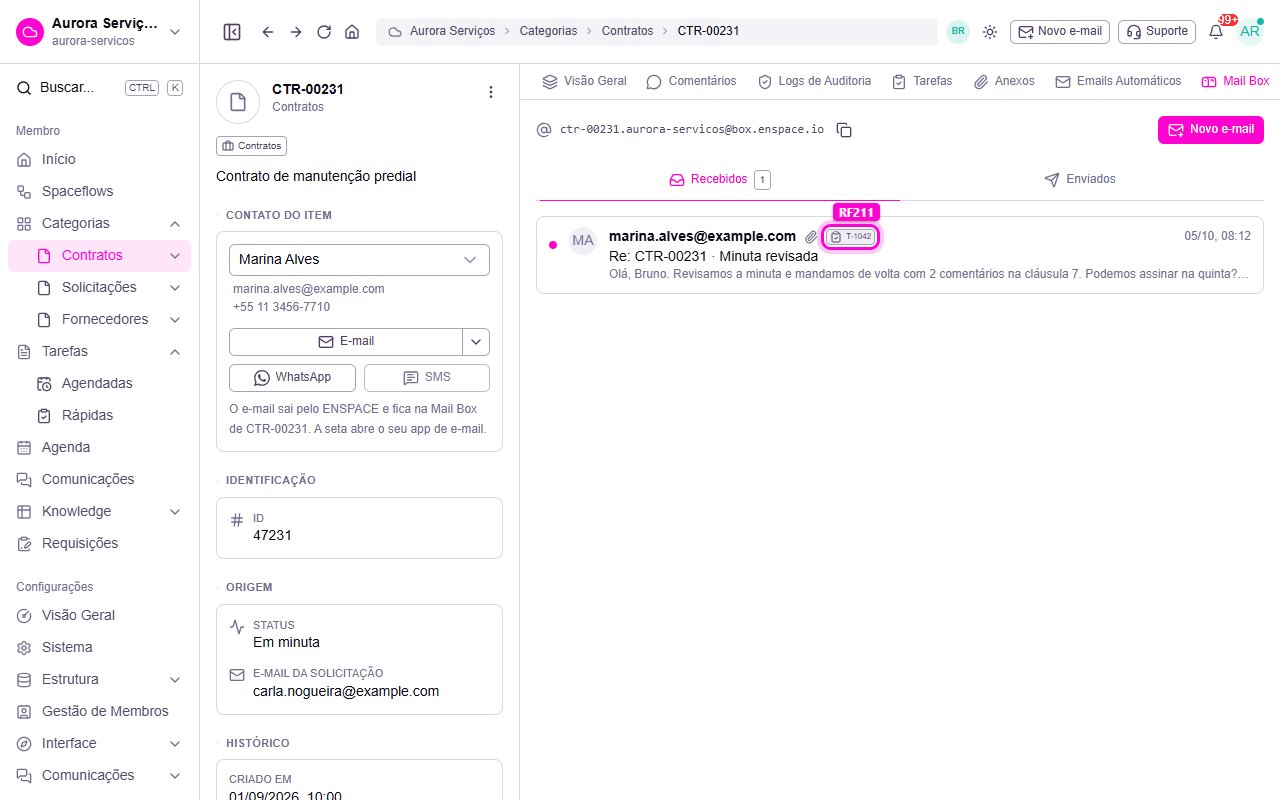 Aurora Serviç...
aurora-servicos
Aurora Serviços
Categorias
Contratos
CTR-00231
BR
Novo e-mail
Suporte
99+
AR
Buscar...
CTRL
K
Membro
Início
Spaceflows
Categorias
Contratos
Solicitações
Fornecedores
Tarefas
Agendadas
Rápidas
Agenda
Comunicações
Knowledge
Requisições
Configurações
Visão Geral
Sistema
Estrutura
Gestão de Membros
Interface
Comunicações
CTR-00231
Contratos
Contratos
Contrato de manutenção predial
CONTATO DO ITEM
Marina Alves
marina.alves@example.com
+55 11 3456-7710
E-mail
WhatsApp
SMS
O e-mail sai pelo ENSPACE e fica na Mail Box
de CTR-00231. A seta abre o seu app de e-mail.
IDENTIFICAÇÃO
ID
47231
ORIGEM
STATUS
Em minuta
E-MAIL DA SOLICITAÇÃO
carla.nogueira@example.com
HISTÓRICO
CRIADO EM
01/09/2026, 10:00
Visão Geral
Comentários
Logs de Auditoria
Tarefas
Anexos
Emails Automáticos
Mail Box
ctr-00231.aurora-servicos@box.enspace.io
Novo e-mail
Recebidos
1
Enviados
RF211
MA
marina.alves@example.com
T-1042
05/10, 08:12
Re: CTR-00231 · Minuta revisada
Olá, Bruno. Revisamos a minuta e mandamos de volta com 2 comentários na cláusula 7. Podemos assinar na quinta?...